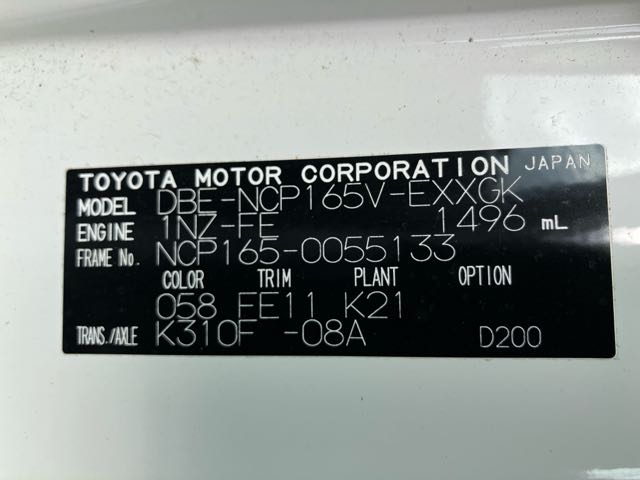 TOYOTA MOTOR CORPORATION JAPAN
MODEL DBE-NCP165V-EXXGK
ENGINE 1NZ-FE 1496 mL
FRAME No. NCP165-0055133
COLOR TRIM PLANT OPTION
058 FE11 K21
TRANS./AXLE K310F -08A D200